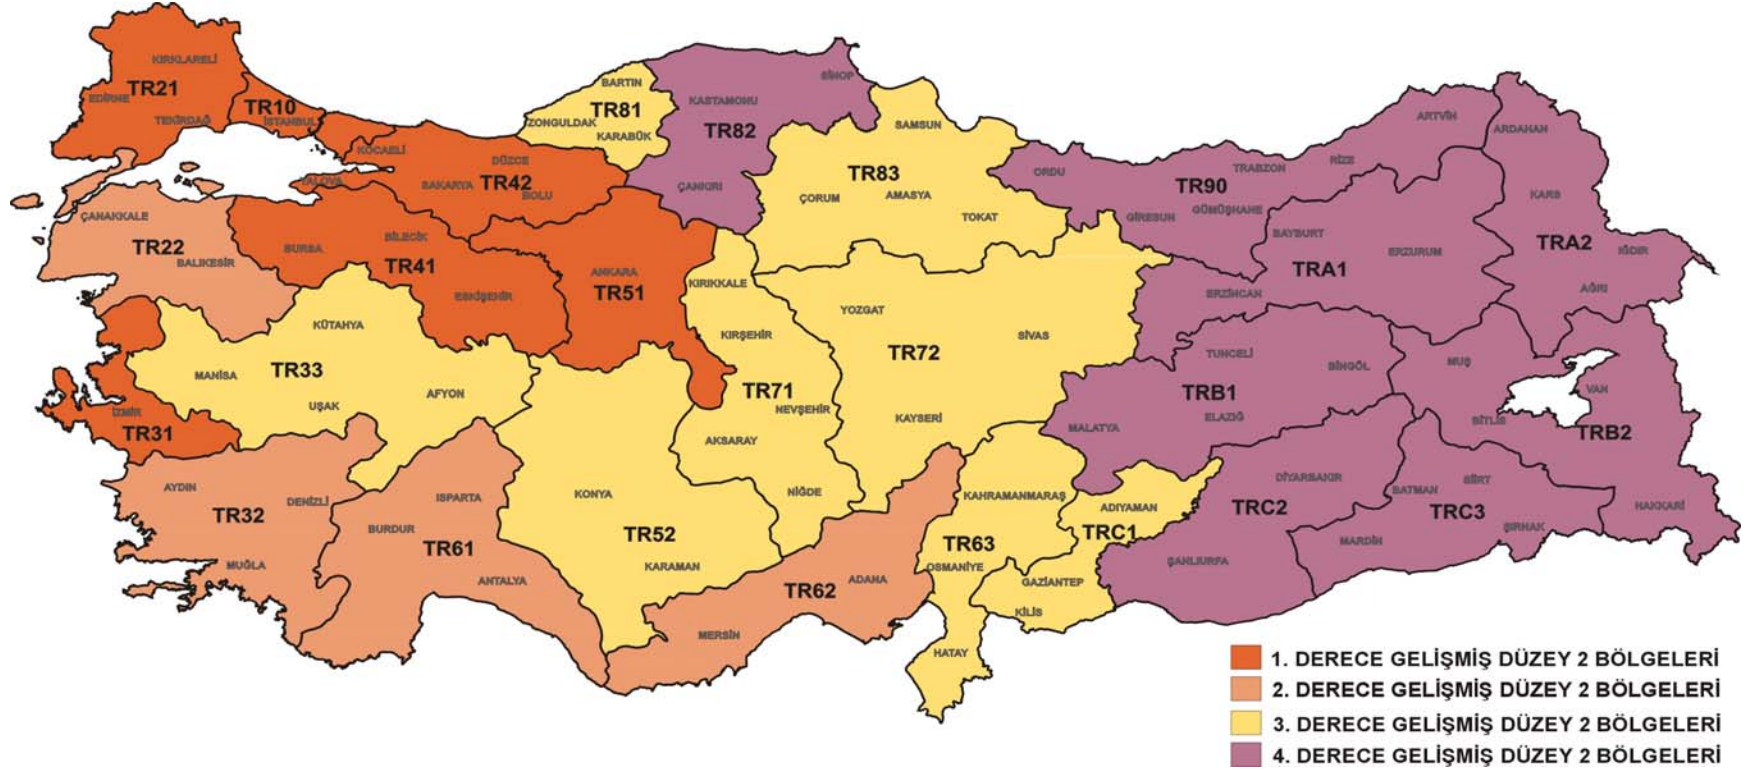 KIRKLARELİ
TR21
EDİRNE
TEKİRDAĞ
TR10
İSTANBUL
KOCAELİ
YALOVA
DÜZCE
SAKARYA
TR42
BOLU
BARTIN
TR81
ZONGULDAK
KARABÜK
KASTAMONU
SİNOP
TR82
ÇANKIRI
SAMSUN
TR83
ÇORUM
AMASYA
TOKAT
ORDU
TR90
GİRESUN
GÜMÜŞHANE
TRABZON
RİZE
ARTVİN
ARDAHAN
KARS
TRA2
IĞDIR
AĞRI
BAYBURT
ERZURUM
TRA1
ERZİNCAN
ÇANAKKALE
TR22
BALIKESİR
BURSA
BİLECİK
TR41
ESKİŞEHİR
ANKARA
TR51
KIRIKKALE
KIRŞEHİR
TR71
NEVŞEHİR
AKSARAY
NİĞDE
YOZGAT
SİVAS
TR72
KAYSERİ
TUNCELİ
BİNGÖL
TRB1
ELAZIĞ
MALATYA
MUŞ
VAN
BİTLİS
TRB2
HAKKARİ
KÜTAHYA
MANİSA
TR33
UŞAK
AFYON
İZMİR
TR31
AYDIN
DENİZLİ
TR32
MUĞLA
ISPARTA
BURDUR
TR61
ANTALYA
KONYA
TR52
KARAMAN
ADANA
TR62
MERSİN
KAHRAMANMARAŞ
TR63
OSMANİYE
HATAY
ADIYAMAN
TRC1
GAZİANTEP
KİLİS
DİYARBAKIR
TRC2
ŞANLIURFA
BATMAN
SİİRT
TRC3
MARDİN
ŞIRNAK
1. DERECE GELİŞMİŞ DÜZEY 2 BÖLGELERİ
2. DERECE GELİŞMİŞ DÜZEY 2 BÖLGELERİ
3. DERECE GELİŞMİŞ DÜZEY 2 BÖLGELERİ
4. DERECE GELİŞMİŞ DÜZEY 2 BÖLGELERİ